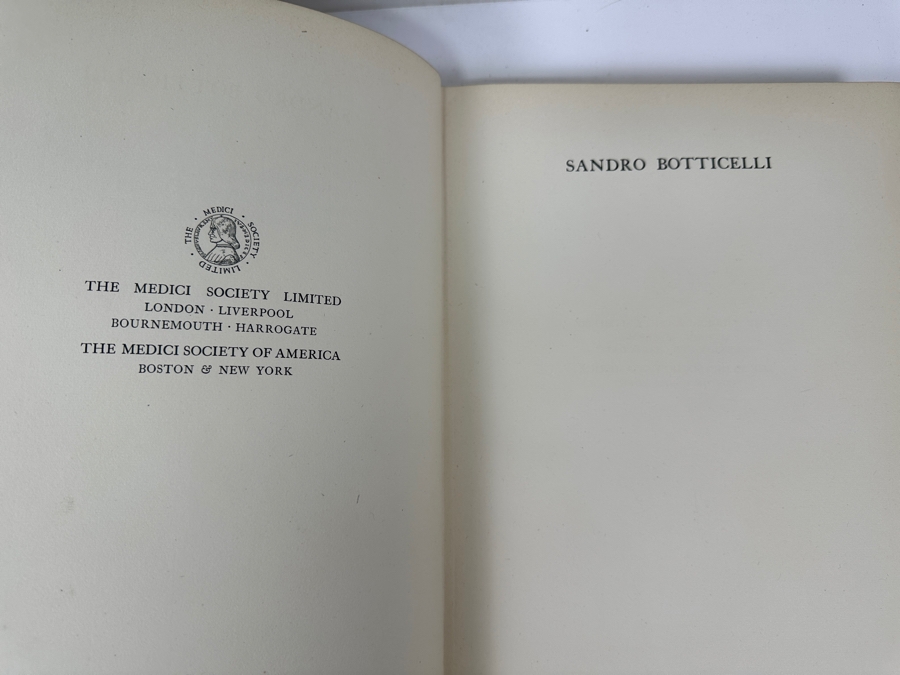 THE · MEDICI · SOCIETY · LIMITED ·
THE MEDICI SOCIETY LIMITED
LONDON · LIVERPOOL
BOURNEMOUTH · HARROGATE
THE MEDICI SOCIETY OF AMERICA
BOSTON & NEW YORK
SANDRO BOTTICELLI